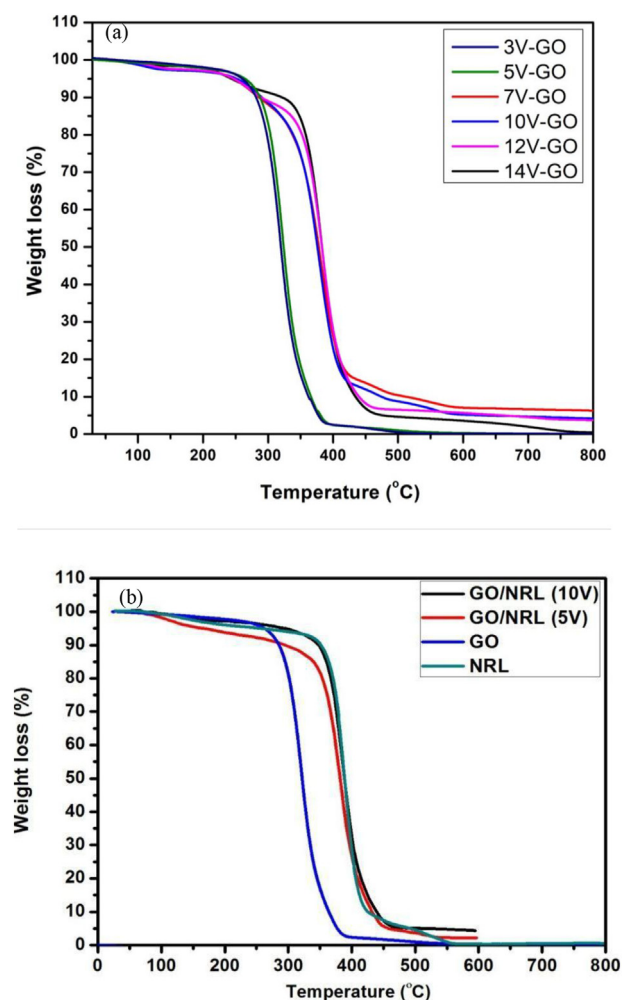 (a)
3V-GO
5V-GO
7V-GO
10V-GO
12V-GO
14V-GO
110
100
90
80
70
60
50
40
30
20
10
0
Weight loss (%)
100 200 300 400 500 600 700 800
Temperature (°C)
(b)
GO/NRL (10V)
GO/NRL (5V)
GO
NRL
110
100
90
80
70
60
50
40
30
20
10
0
Weight loss (%)
0 100 200 300 400 500 600 700 800
Temperature (°C)